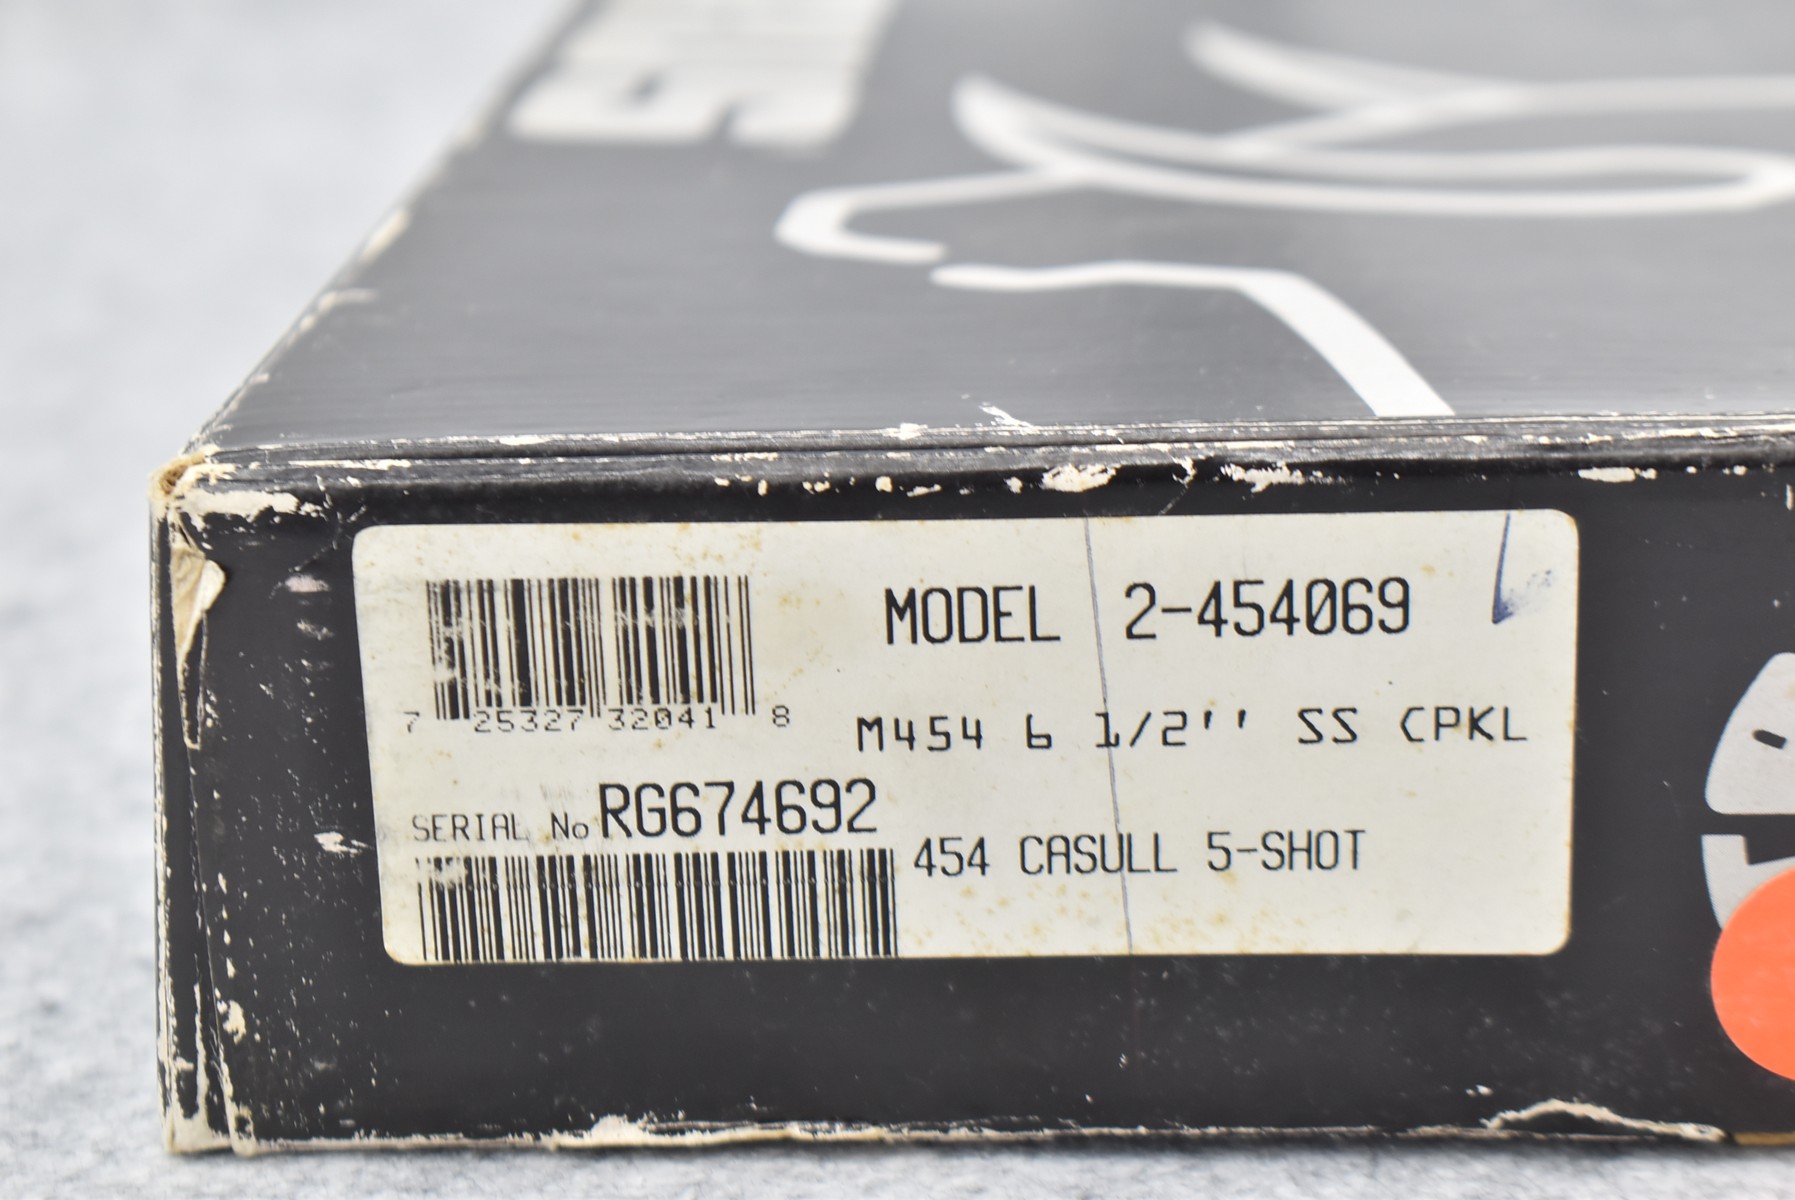 MODEL 2-454069
7 25327 32041 8
M454 6 1/2'' SS CPKL
SERIAL No RG674692
454 CASULL 5-SHOT